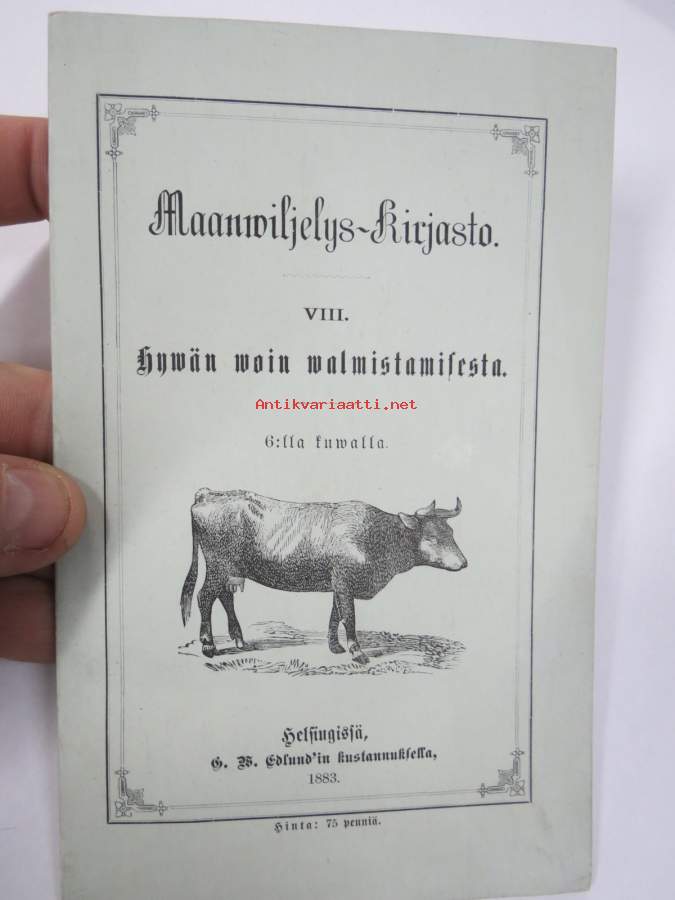 Maanwiljelys-Kirjasto.
VIII.
Hywän woin walmistamisesta.
Antikvariaatti.net
6:lla kuwalla.
Helsingissä,
G. W. Edlund'in kustannuksella,
1883.
Hinta: 75 penniä.